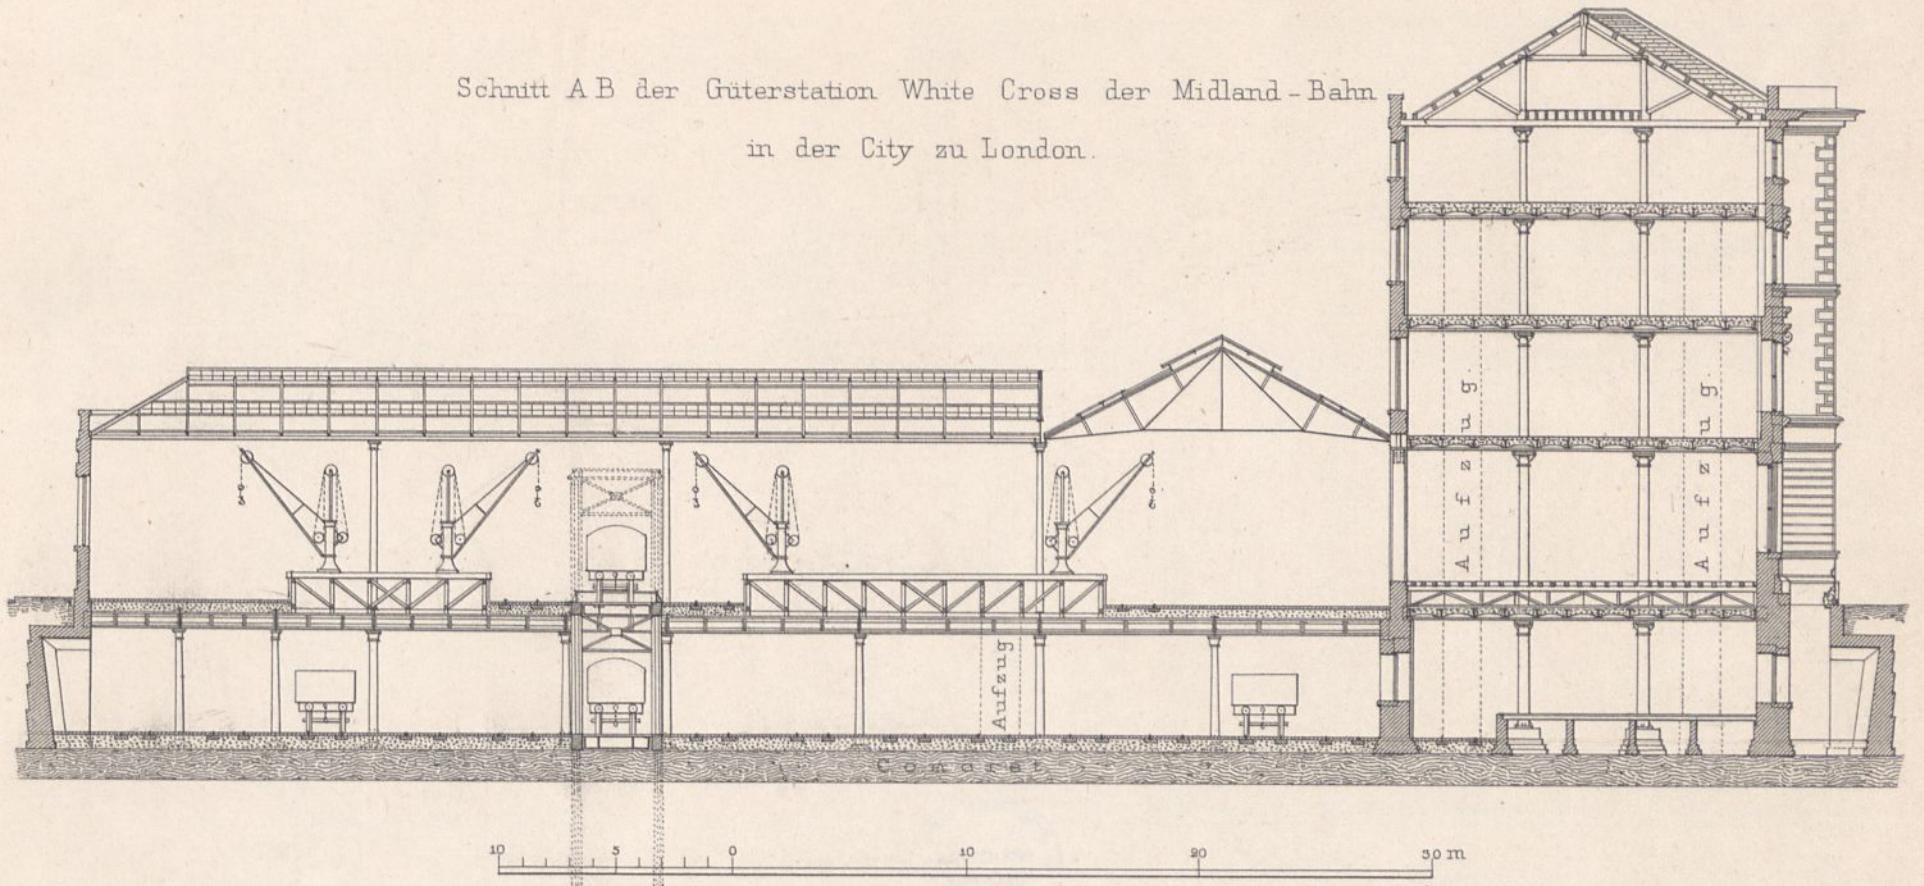 Schnitt A B der Güterstation White Cross der Midland-Bahn
in der City zu London.
Aufzug.
Aufzug.
Aufzug
Comcret
10 5 0 10 20 30 m